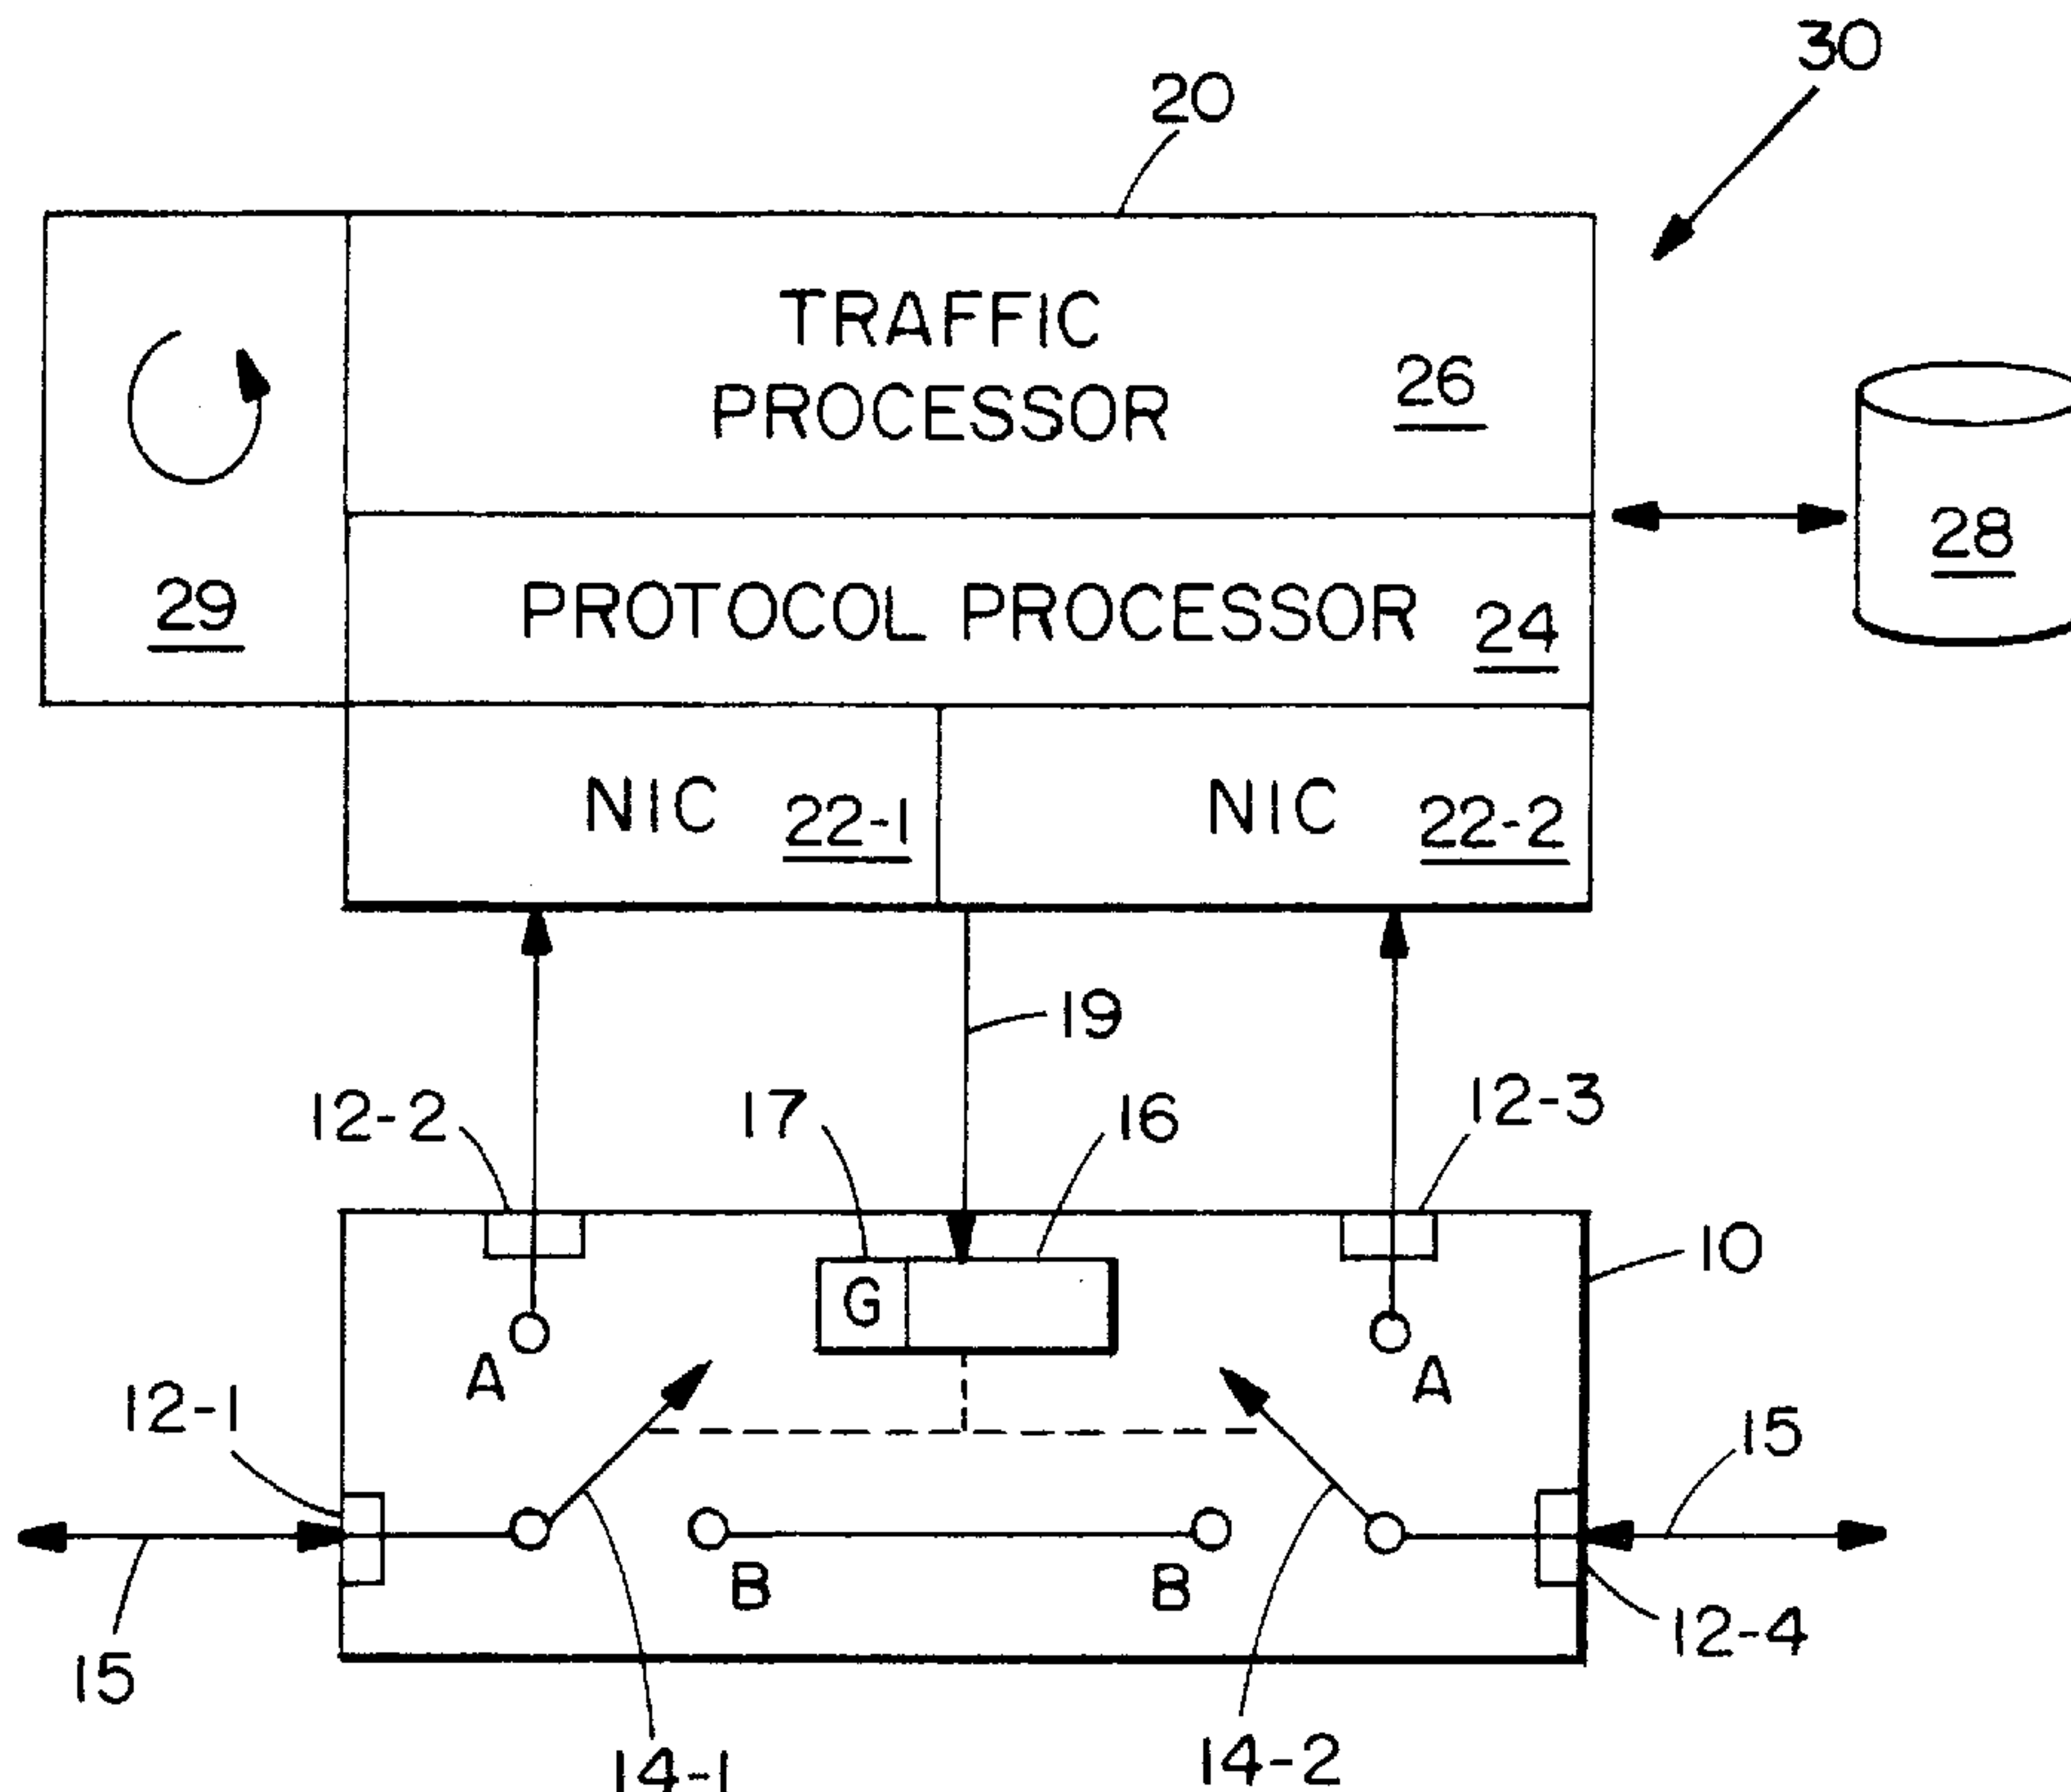 30
20
TRAFFIC
PROCESSOR
26
28
29
PROTOCOL PROCESSOR 24
NIC 22-1
NIC 22-2
19
12-2
17
16
12-3
G
10
A
A
12-1
15
B
B
12-4
15
14-1
14-2